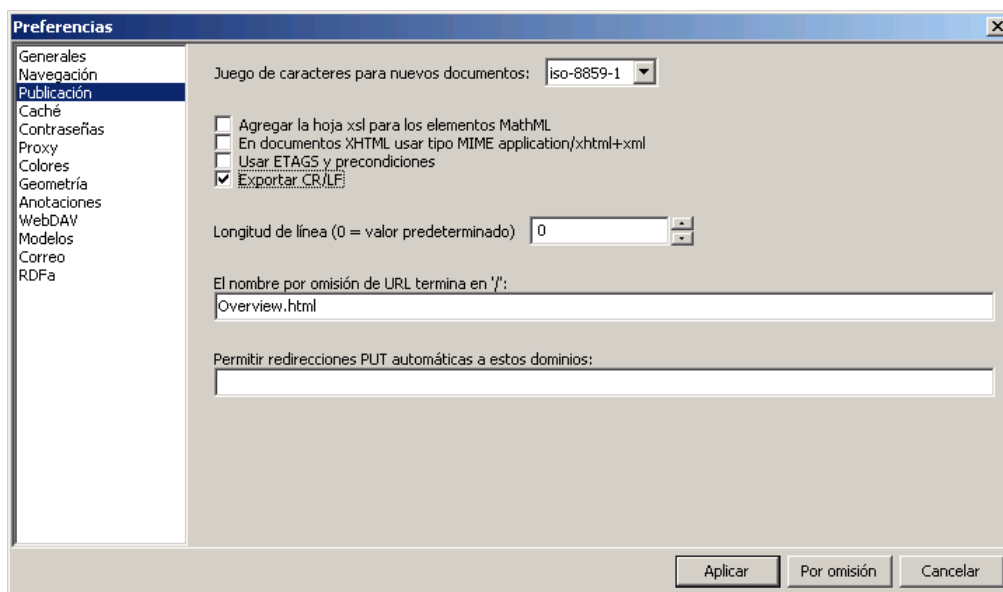 Preferencias
Generales
Navegación
Publicación
Caché
Contraseñas
Proxy
Colores
Geometría
Anotaciones
WebDAV
Modelos
Correo
RDFa
Juego de caracteres para nuevos documentos: iso-8859-1
Agregar la hoja xsl para los elementos MathML
En documentos XHTML usar tipo MIME application/xhtml+xml
Usar ETAGS y precondiciones
Exportar CR/LF
Longitud de línea (0 = valor predeterminado) 0
El nombre por omisión de URL termina en '/':
Overview.html
Permitir redirecciones PUT automáticas a estos dominios:
Aplicar Por omisión Cancelar